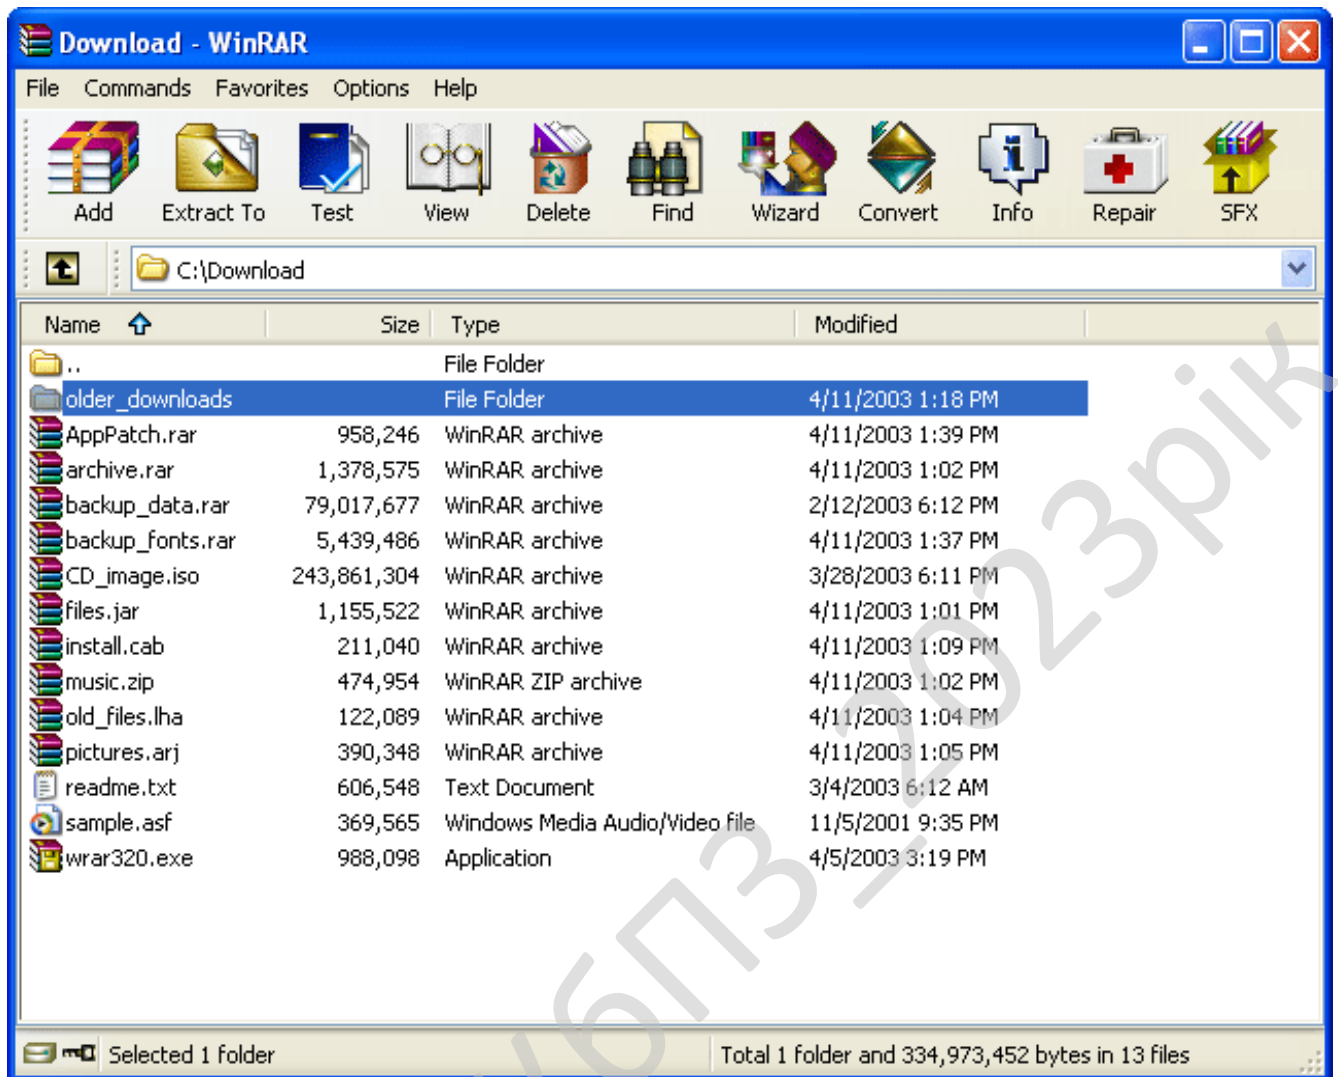 Download - WinRAR
File Commands Favorites Options Help
Add Extract To Test View Delete Find Wizard Convert Info Repair SFX
C:\Download
Name Size Type Modified
.. File Folder
older_downloads File Folder 4/11/2003 1:18 PM
AppPatch.rar 958,246 WinRAR archive 4/11/2003 1:39 PM
archive.rar 1,378,575 WinRAR archive 4/11/2003 1:02 PM
backup_data.rar 79,017,677 WinRAR archive 2/12/2003 6:12 PM
backup_fonts.rar 5,439,486 WinRAR archive 4/11/2003 1:37 PM
CD_image.iso 243,861,304 WinRAR archive 3/28/2003 6:11 PM
files.jar 1,155,522 WinRAR archive 4/11/2003 1:01 PM
install.cab 211,040 WinRAR archive 4/11/2003 1:09 PM
music.zip 474,954 WinRAR ZIP archive 4/11/2003 1:02 PM
old_files.lha 122,089 WinRAR archive 4/11/2003 1:04 PM
pictures.arj 390,348 WinRAR archive 4/11/2003 1:05 PM
readme.txt 606,548 Text Document 3/4/2003 6:12 AM
sample.asf 369,565 Windows Media Audio/Video file 11/5/2001 9:35 PM
wrar320.exe 988,098 Application 4/5/2003 3:19 PM
Selected 1 folder Total 1 folder and 334,973,452 bytes in 13 files